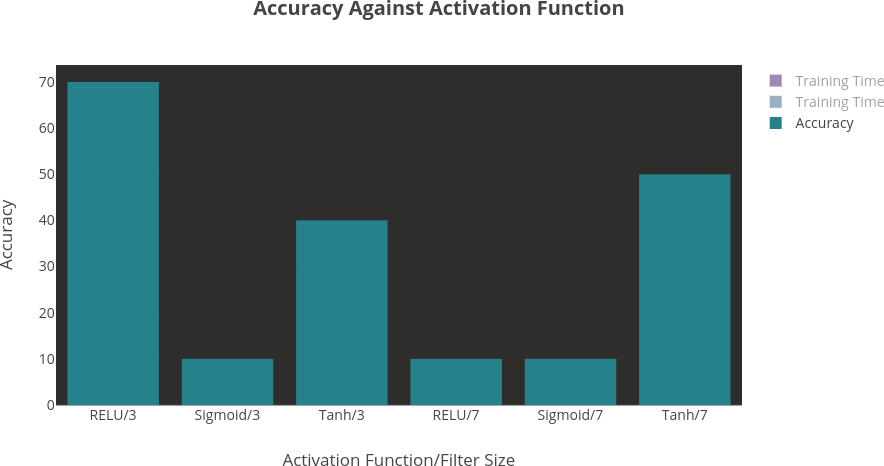 Accuracy Against Activation Function
Training Time
Training Time
Accuracy
Accuracy
70
60
50
40
30
20
10
0
RELU/3 Sigmoid/3 Tanh/3 RELU/7 Sigmoid/7 Tanh/7
Activation Function/Filter Size